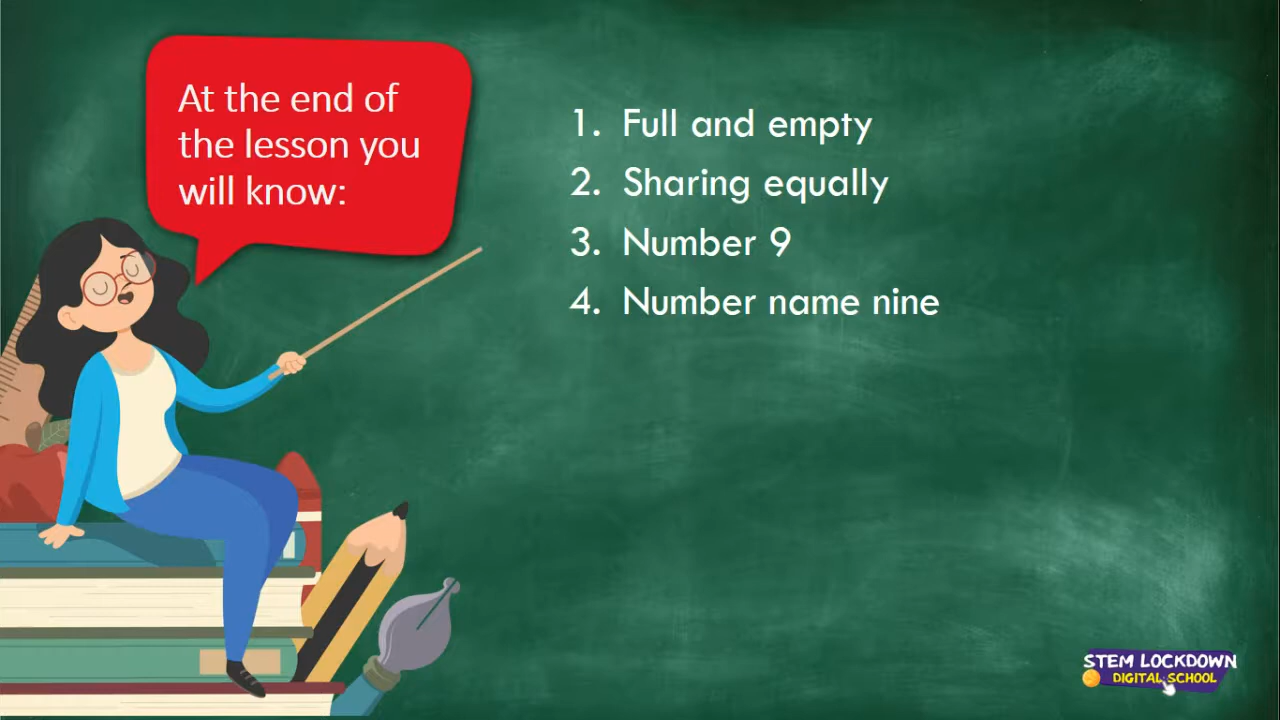 At the end of
the lesson you
will know:
1. Full and empty
2. Sharing equally
3. Number 9
4. Number name nine
STEM LOCKDOWN
DIGITAL SCHOOL